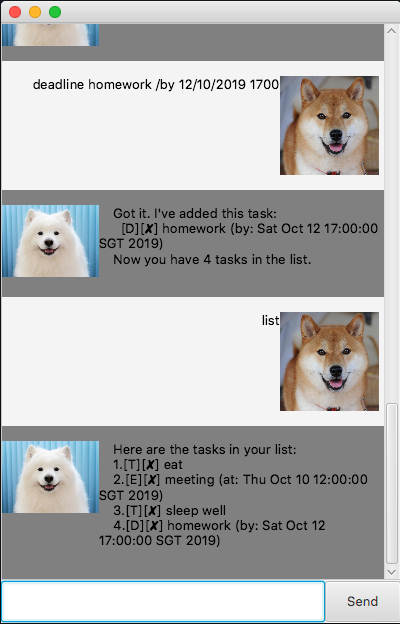 deadline homework /by 12/10/2019 1700
Got it. I've added this task:
[D][✘] homework (by: Sat Oct 12 17:00:00
SGT 2019)
Now you have 4 tasks in the list.
list
Here are the tasks in your list:
1.[T][✘] eat
2.[E][✘] meeting (at: Thu Oct 10 12:00:00
SGT 2019)
3.[T][✘] sleep well
4.[D][✘] homework (by: Sat Oct 12
17:00:00 SGT 2019)
Send